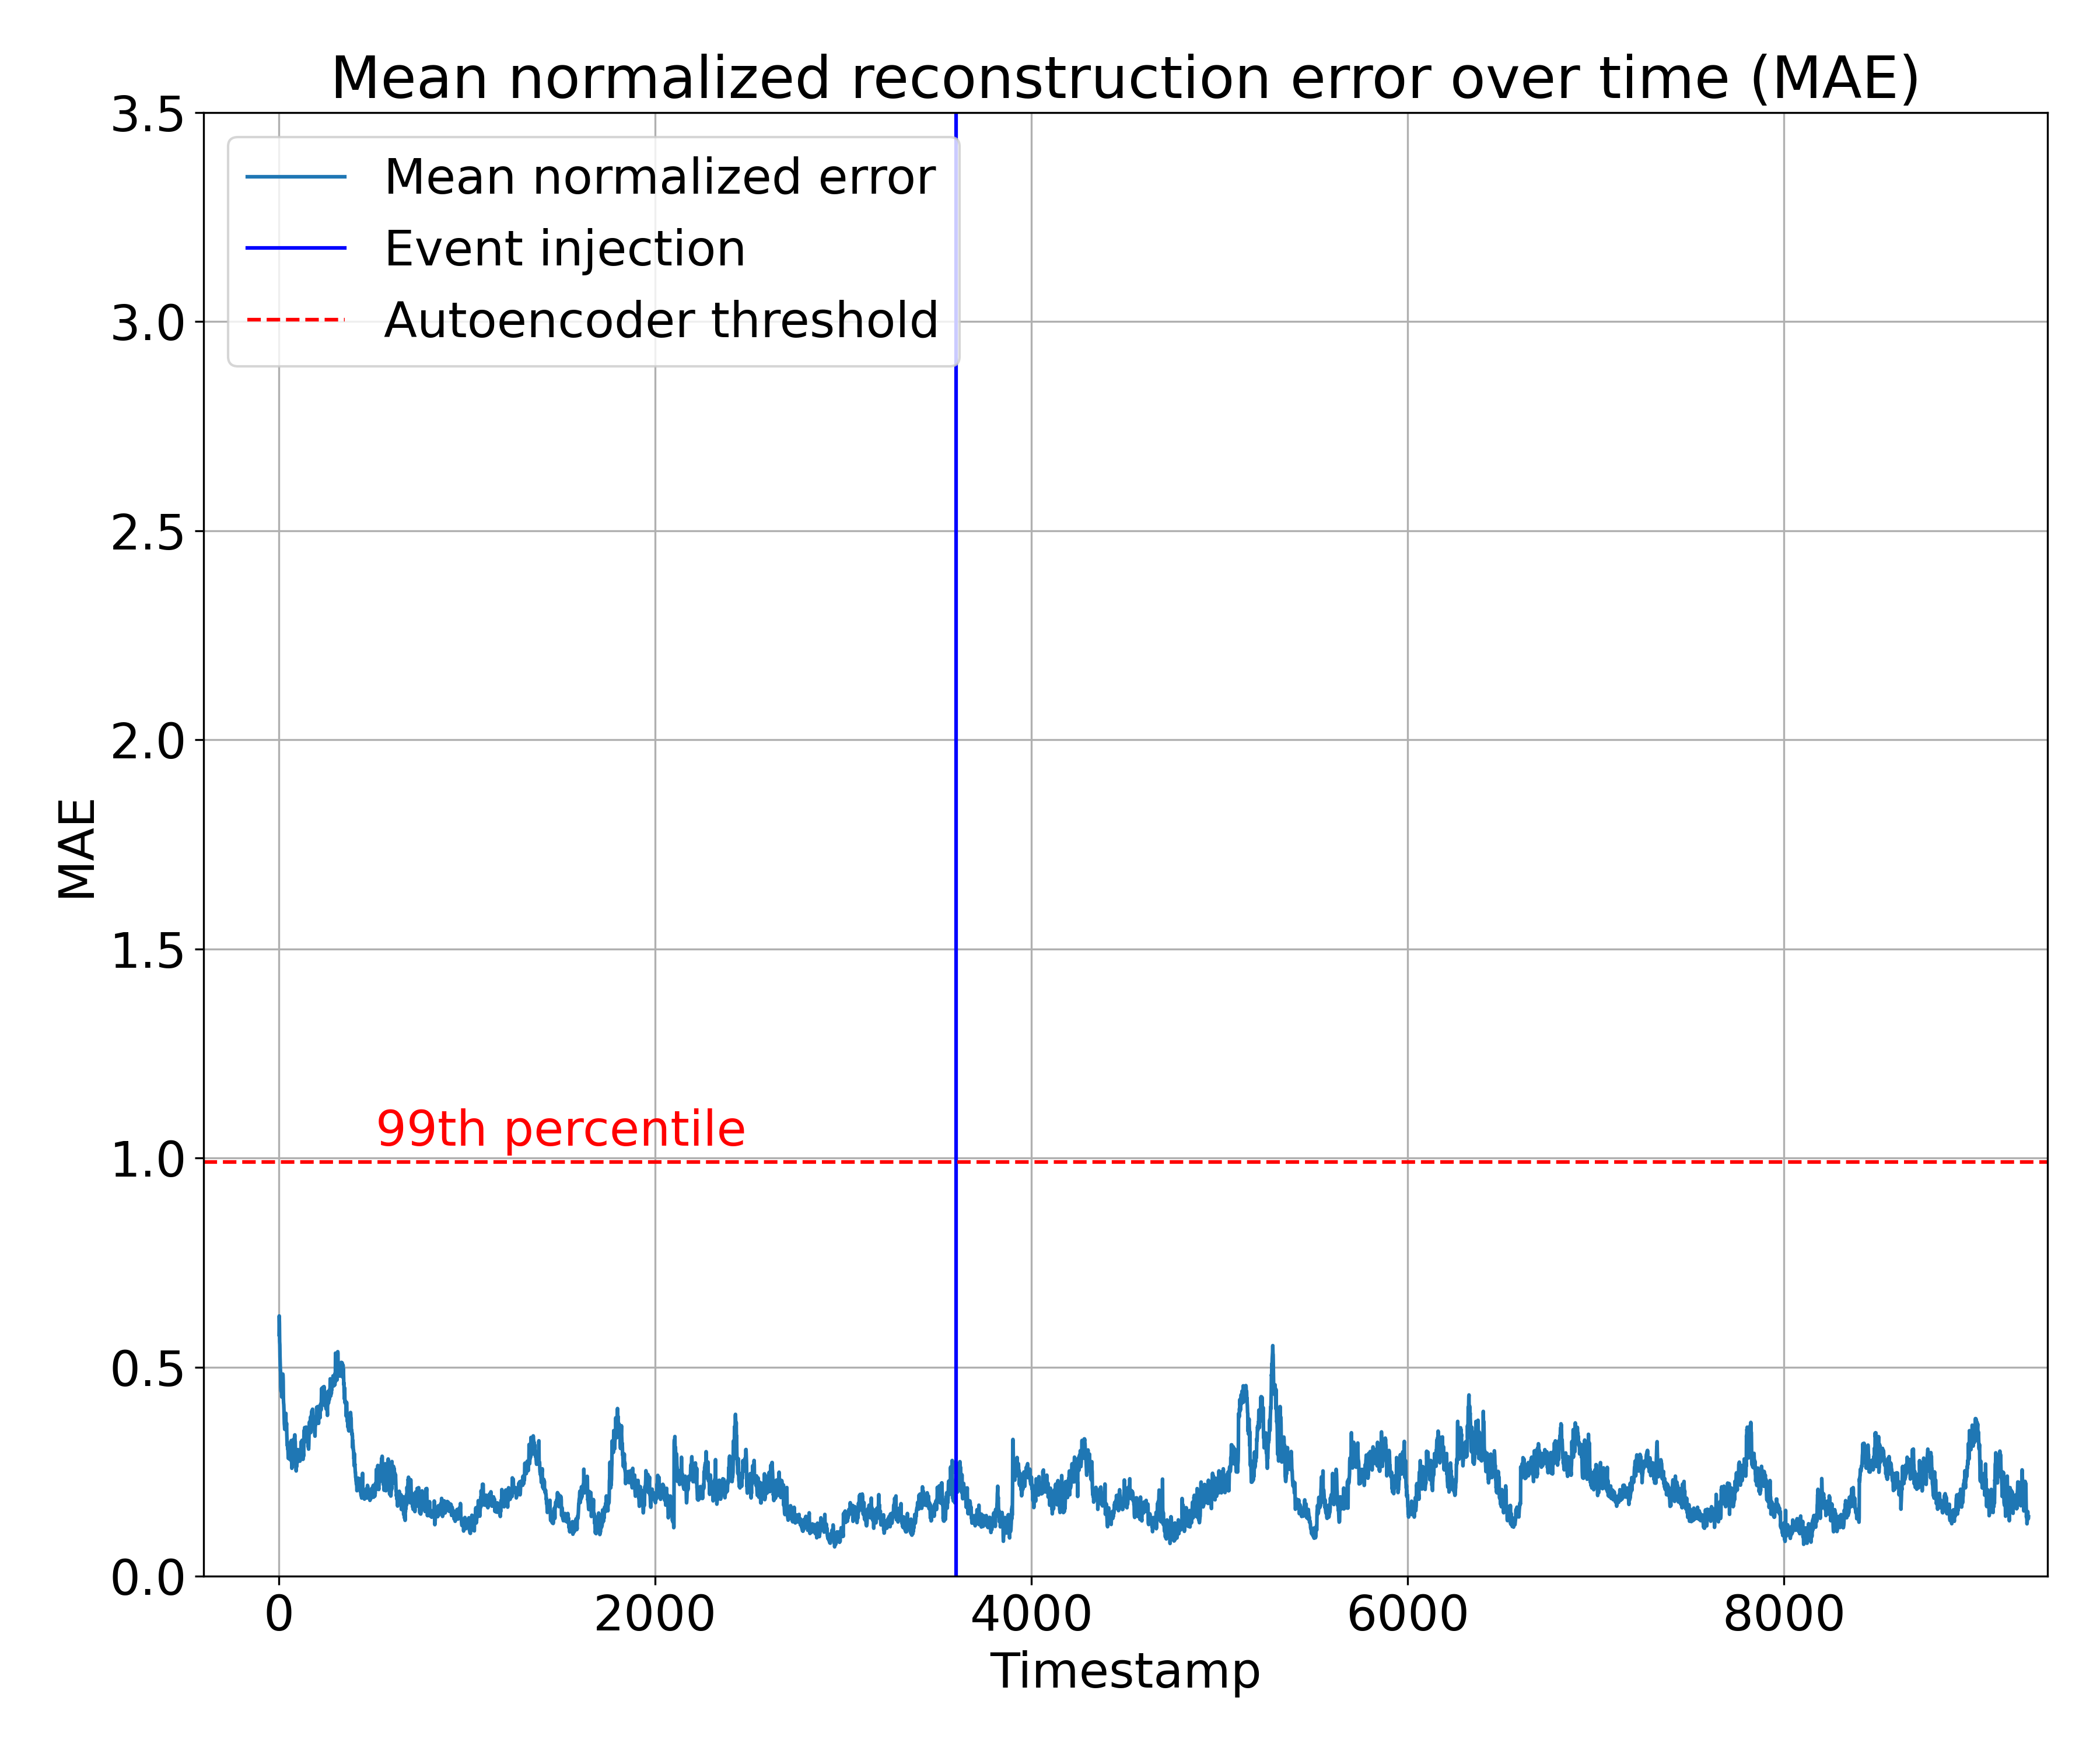 Mean normalized reconstruction error over time (MAE)
3.5
3.0
2.5
2.0
1.5
1.0
0.5
0.0
MAE
Mean normalized error
Event injection
Autoencoder threshold
99th percentile
0 2000 4000 6000 8000
Timestamp